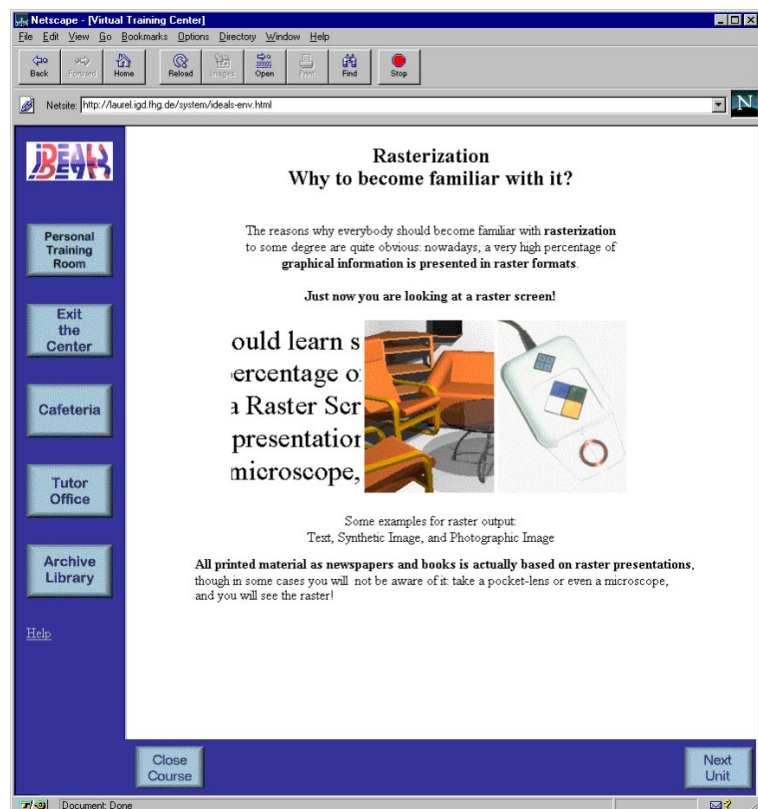 Netscape - [Virtual Training Center]
File Edit View Go Bookmarks Options Directory Window Help
Back Forward Home Reload Images Open Print Find Stop
Netsite: http://laurel.igd.fhg.de/system/ideals-env.html
N
IDEALS
Rasterization
Why to become familiar with it?
Personal
Training
Room
The reasons why everybody should become familiar with rasterization
to some degree are quite obvious: nowadays, a very high percentage of
graphical information is presented in raster formats.
Just now you are looking at a raster screen!
Exit
the
Center
ould learn s
ercentage o
a Raster Scr
presentation
microscope,
Cafeteria
Tutor
Office
Some examples for raster output:
Text, Synthetic Image, and Photographic Image
Archive
Library
All printed material as newspapers and books is actually based on raster presentations,
though in some cases you will not be aware of it: take a pocket-lens or even a microscope,
and you will see the raster!
Help
Close
Course
Next
Unit
Document: Done